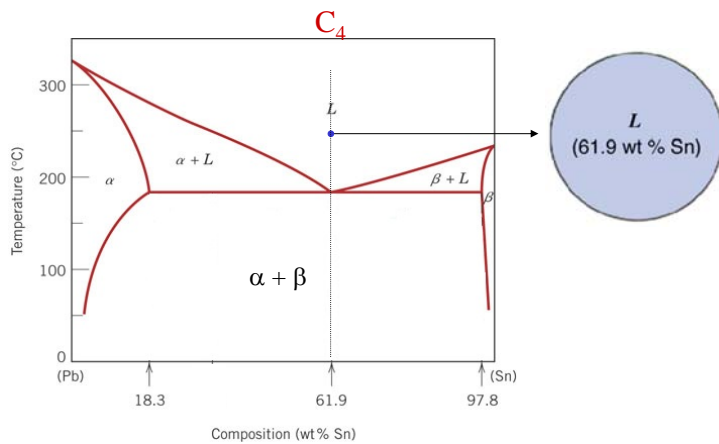 C₄
300
200
100
0
Temperature (°C)
L
α + L
α
β + L
β
α + β
(Pb)
(Sn)
18.3
61.9
97.8
Composition (wt% Sn)
L
(61.9 wt % Sn)